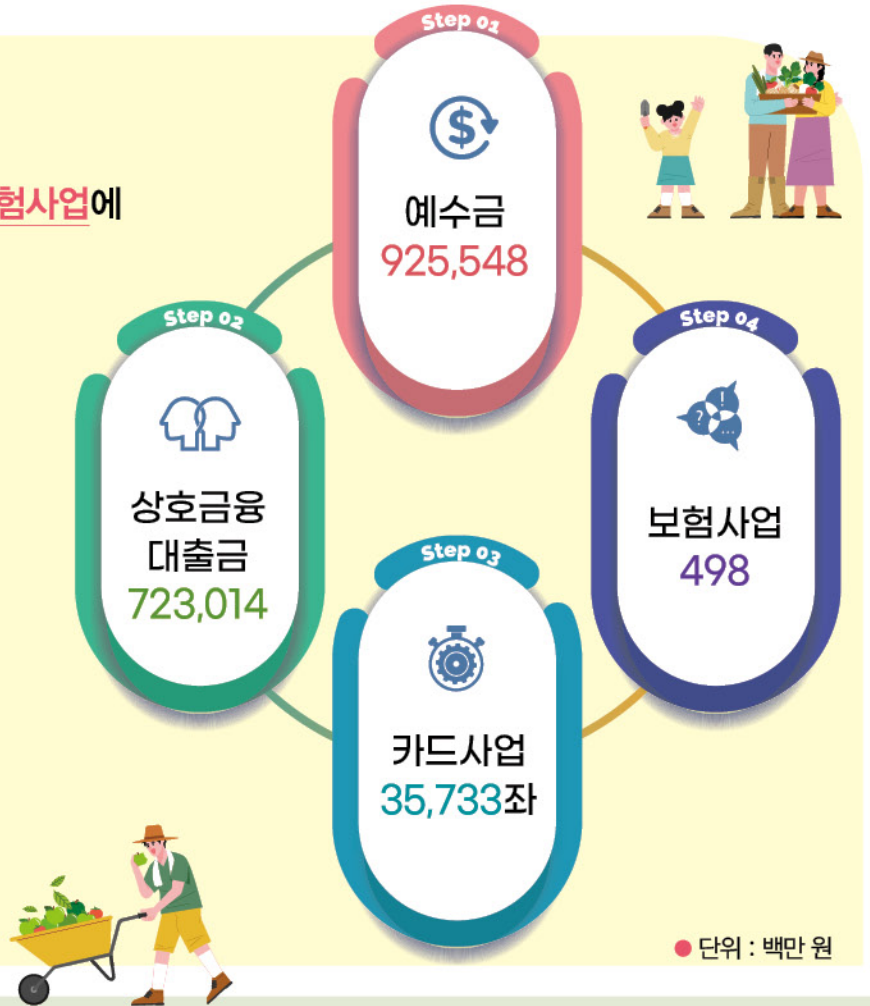 Step 01
예수금
925,548
험사업에
Step 02
상호금융
대출금
723,014
Step 04
보험사업
498
Step 03
카드사업
35,733좌
단위 : 백만 원